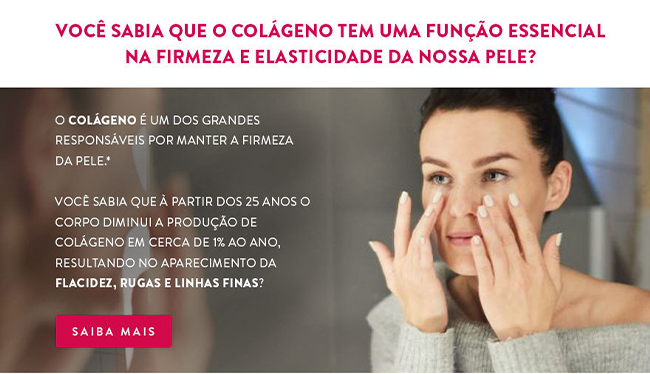 VOCÊ SABIA QUE O COLÁGENO TEM UMA FUNÇÃO ESSENCIAL
NA FIRMEZA E ELASTICIDADE DA NOSSA PELE?
O COLÁGENO É UM DOS GRANDES
RESPONSÁVEIS POR MANTER A FIRMEZA
DA PELE.*
VOCÊ SABIA QUE À PARTIR DOS 25 ANOS O
CORPO DIMINUI A PRODUÇÃO DE
COLÁGENO EM CERCA DE 1% AO ANO,
RESULTANDO NO APARECIMENTO DA
FLACIDEZ, RUGAS E LINHAS FINAS?
SAIBA MAIS